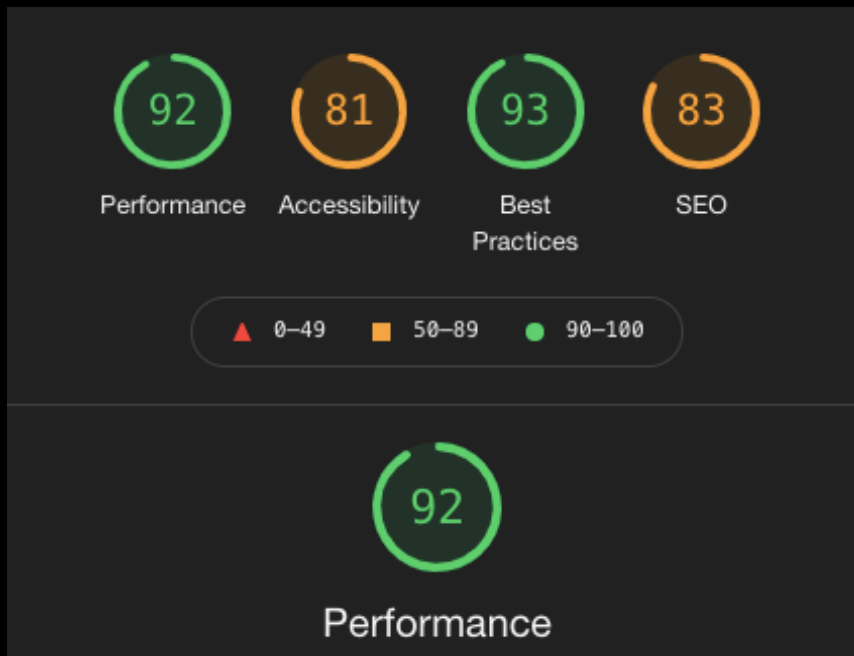 92 81 93 83
Performance Accessibility Best Practices SEO
0–49 50–89 90–100
92
Performance